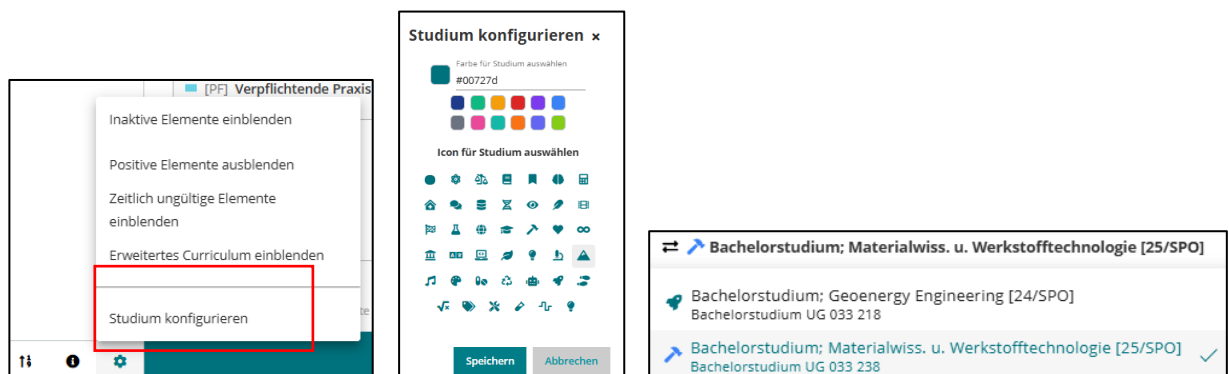 [PF] Verpflichtende Praxis
Inaktive Elemente einblenden
Positive Elemente ausblenden
Zeitlich ungültige Elemente
einblenden
Erweitertes Curriculum einblenden
Studium konfigurieren
Studium konfigurieren ×
Farbe für Studium auswählen
#00727d
Icon für Studium auswählen
Speichern Abbrechen
Bachelorstudium; Materialwiss. u. Werkstofftechnologie [25/SPO]
Bachelorstudium; Geoenergy Engineering [24/SPO]
Bachelorstudium UG 033 218
Bachelorstudium; Materialwiss. u. Werkstofftechnologie [25/SPO]
Bachelorstudium UG 033 238